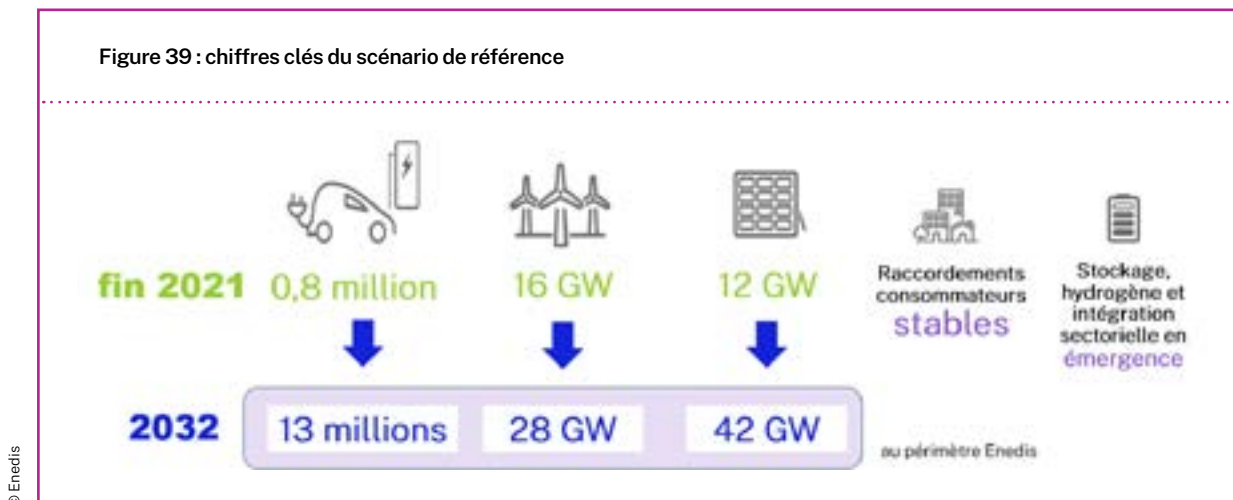 Figure 39 : chiffres clés du scénario de référence
fin 2021 0,8 million 16 GW 12 GW
Raccordements
consommateurs
stables
Stockage,
hydrogène et
intégration
sectorielle en
émergence
2032 13 millions 28 GW 42 GW
au périmètre Enedis
© Enedis